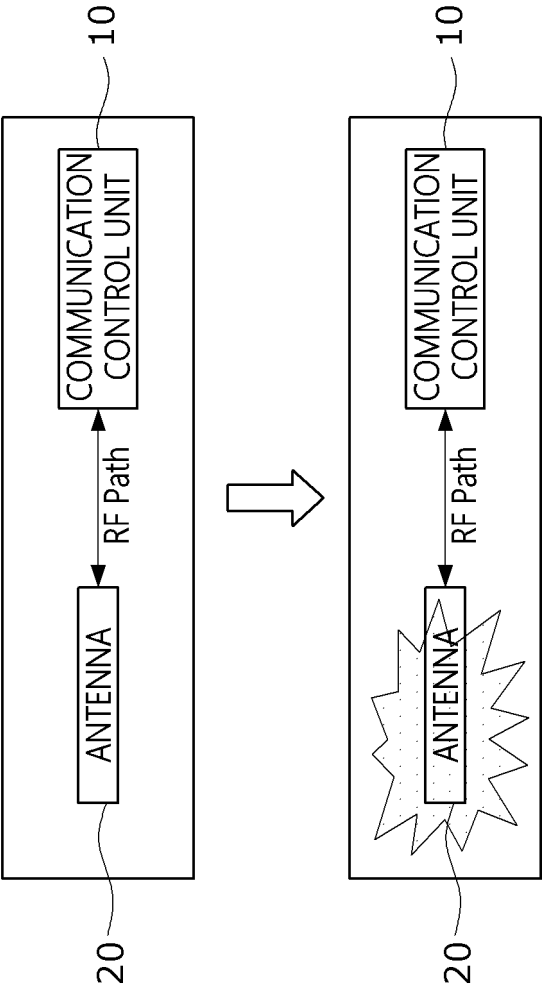 20
ANTENNA
RF Path
COMMUNICATION
CONTROL UNIT
10
20
ANTENNA
RF Path
COMMUNICATION
CONTROL UNIT
10